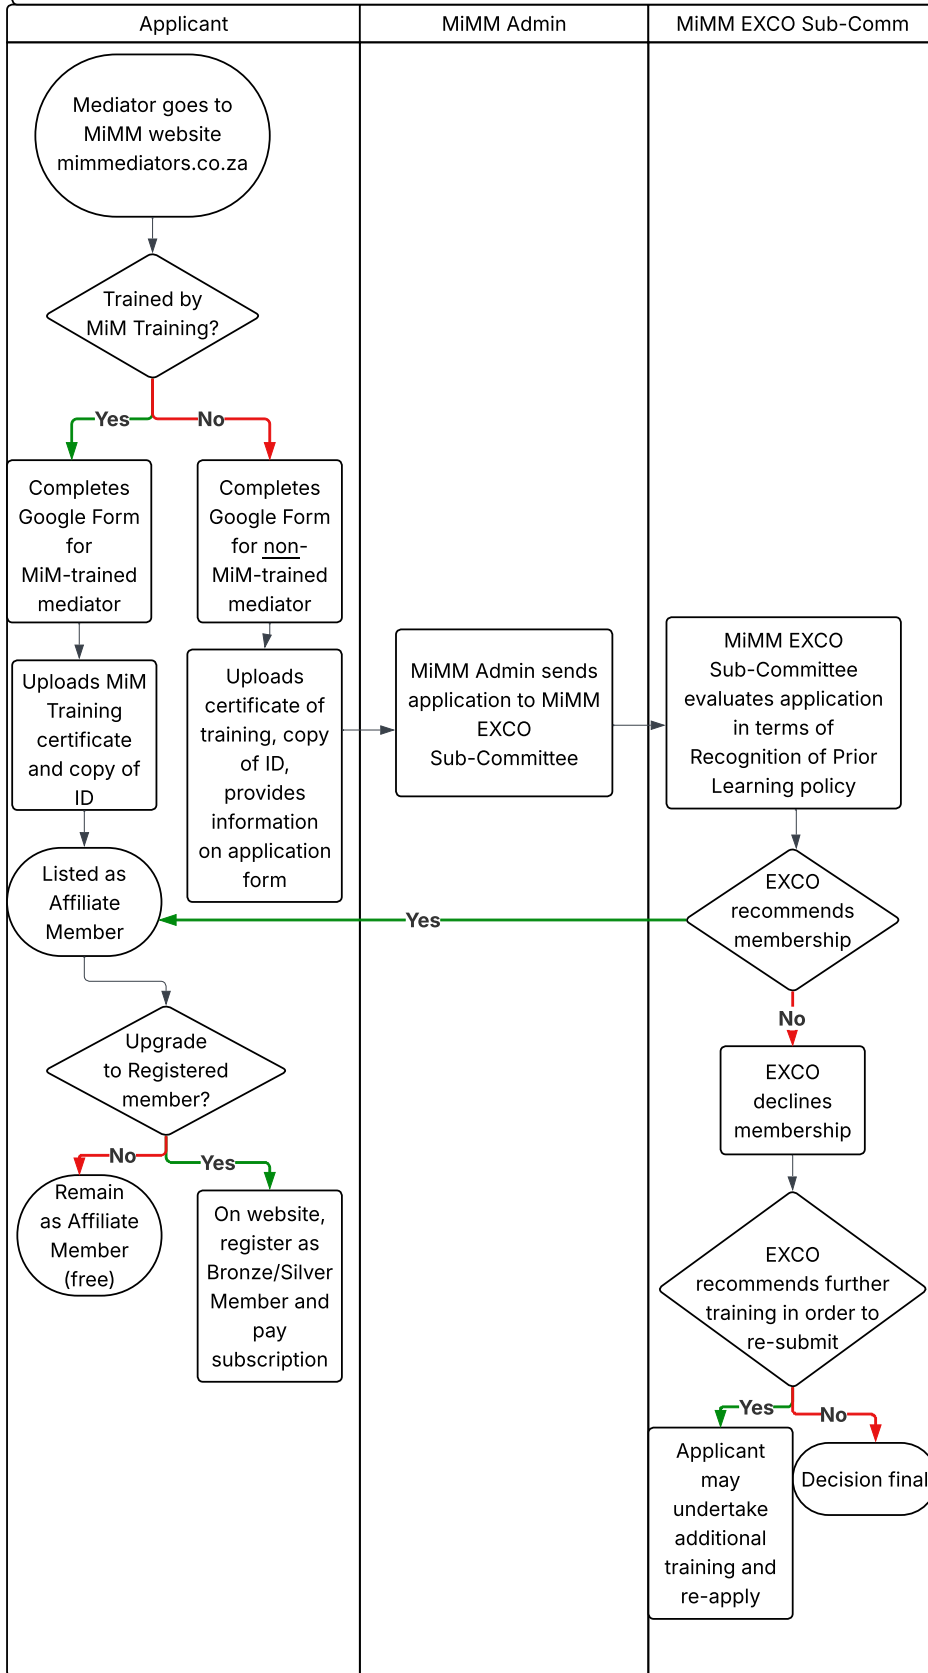 Applicant
MiMM Admin
MiMM EXCO Sub-Comm
Mediator goes to
MiMM website
mimmediators.co.za
Trained by
MiM Training?
Yes
No
Completes
Google Form
for
MiM-trained
mediator
Completes
Google Form
for non-
MiM-trained
mediator
Uploads MiM
Training
certificate
and copy of
ID
Uploads
certificate of
training, copy
of ID,
provides
information
on application
form
MiMM Admin sends
application to MiMM
EXCO
Sub-Committee
MiMM EXCO
Sub-Committee
evaluates application
in terms of
Recognition of Prior
Learning policy
Listed as
Affiliate
Member
Yes
EXCO
recommends
membership
No
EXCO
declines
membership
Upgrade
to Registered
member?
No
Yes
Remain
as Affiliate
Member
(free)
On website,
register as
Bronze/Silver
Member and
pay
subscription
EXCO
recommends further
training in order to
re-submit
Yes
No
Applicant
may
undertake
additional
training and
re-apply
Decision final